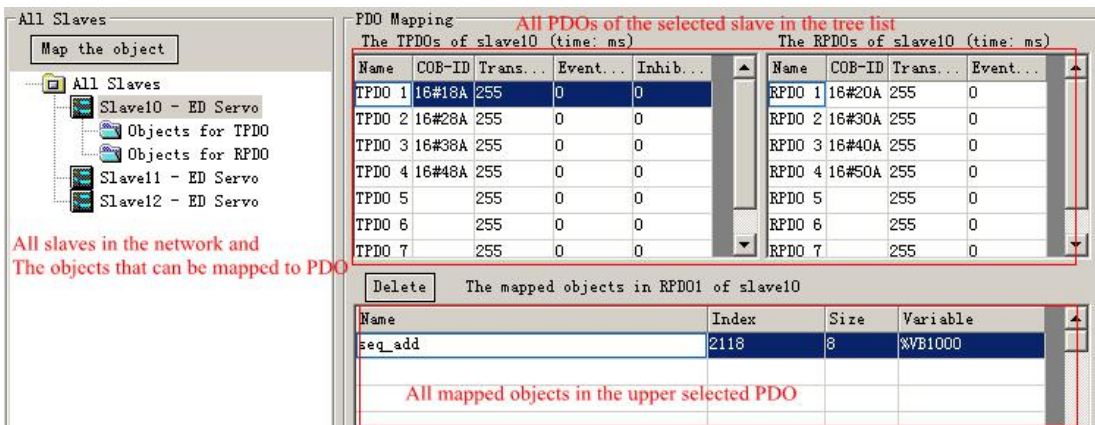 All Slaves
Map the object
All Slaves
Slave10 - ED Servo
Objects for TPDO
Objects for RPDO
Slave11 - ED Servo
Slave12 - ED Servo
All slaves in the network and
The objects that can be mapped to PDO
PDO Mapping
All PDOs of the selected slave in the tree list
The TPDOs of slave10 (time: ms)
Name COB-ID Trans... Event... Inhib...
TPDO 1 16#18A 255 0 0
TPDO 2 16#28A 255 0 0
TPDO 3 16#38A 255 0 0
TPDO 4 16#48A 255 0 0
TPDO 5 255 0 0
TPDO 6 255 0 0
TPDO 7 255 0 0
The RPDOs of slave10 (time: ms)
Name COB-ID Trans... Event...
RPDO 1 16#20A 255 0
RPDO 2 16#30A 255 0
RPDO 3 16#40A 255 0
RPDO 4 16#50A 255 0
RPDO 5 255 0
RPDO 6 255 0
RPDO 7 255 0
Delete The mapped objects in RPDO1 of slave10
Name Index Size Variable
seq_add 2118 8 %VB1000
All mapped objects in the upper selected PDO